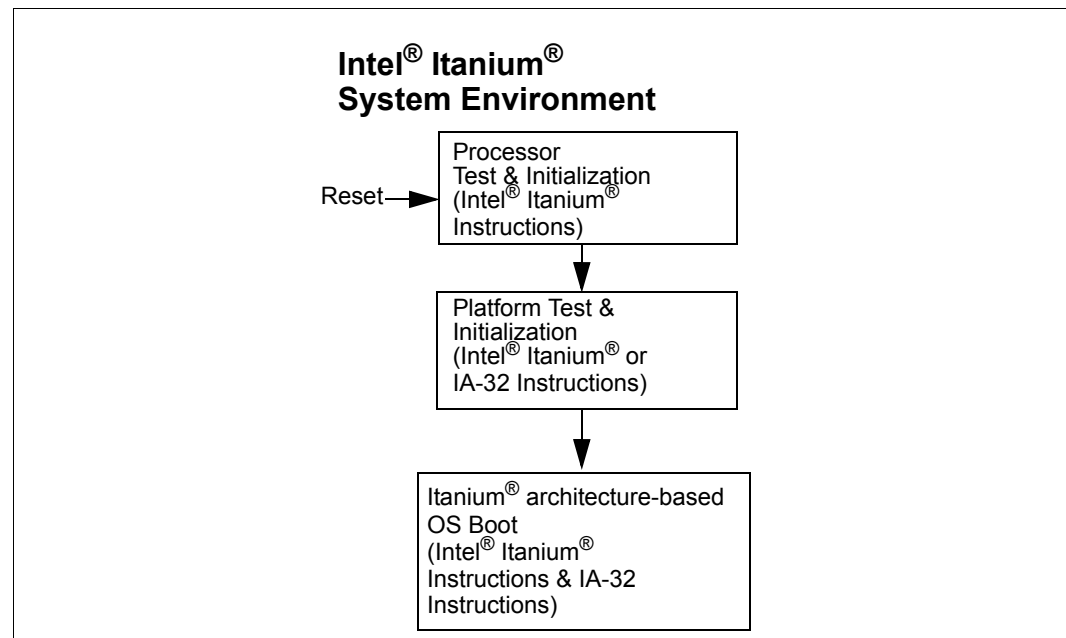 Intel® Itanium®
System Environment
Processor
Test & Initialization
(Intel® Itanium®
Instructions)
Reset
Platform Test &
Initialization
(Intel® Itanium® or
IA-32 Instructions)
Itanium® architecture-based
OS Boot
(Intel® Itanium®
Instructions & IA-32
Instructions)